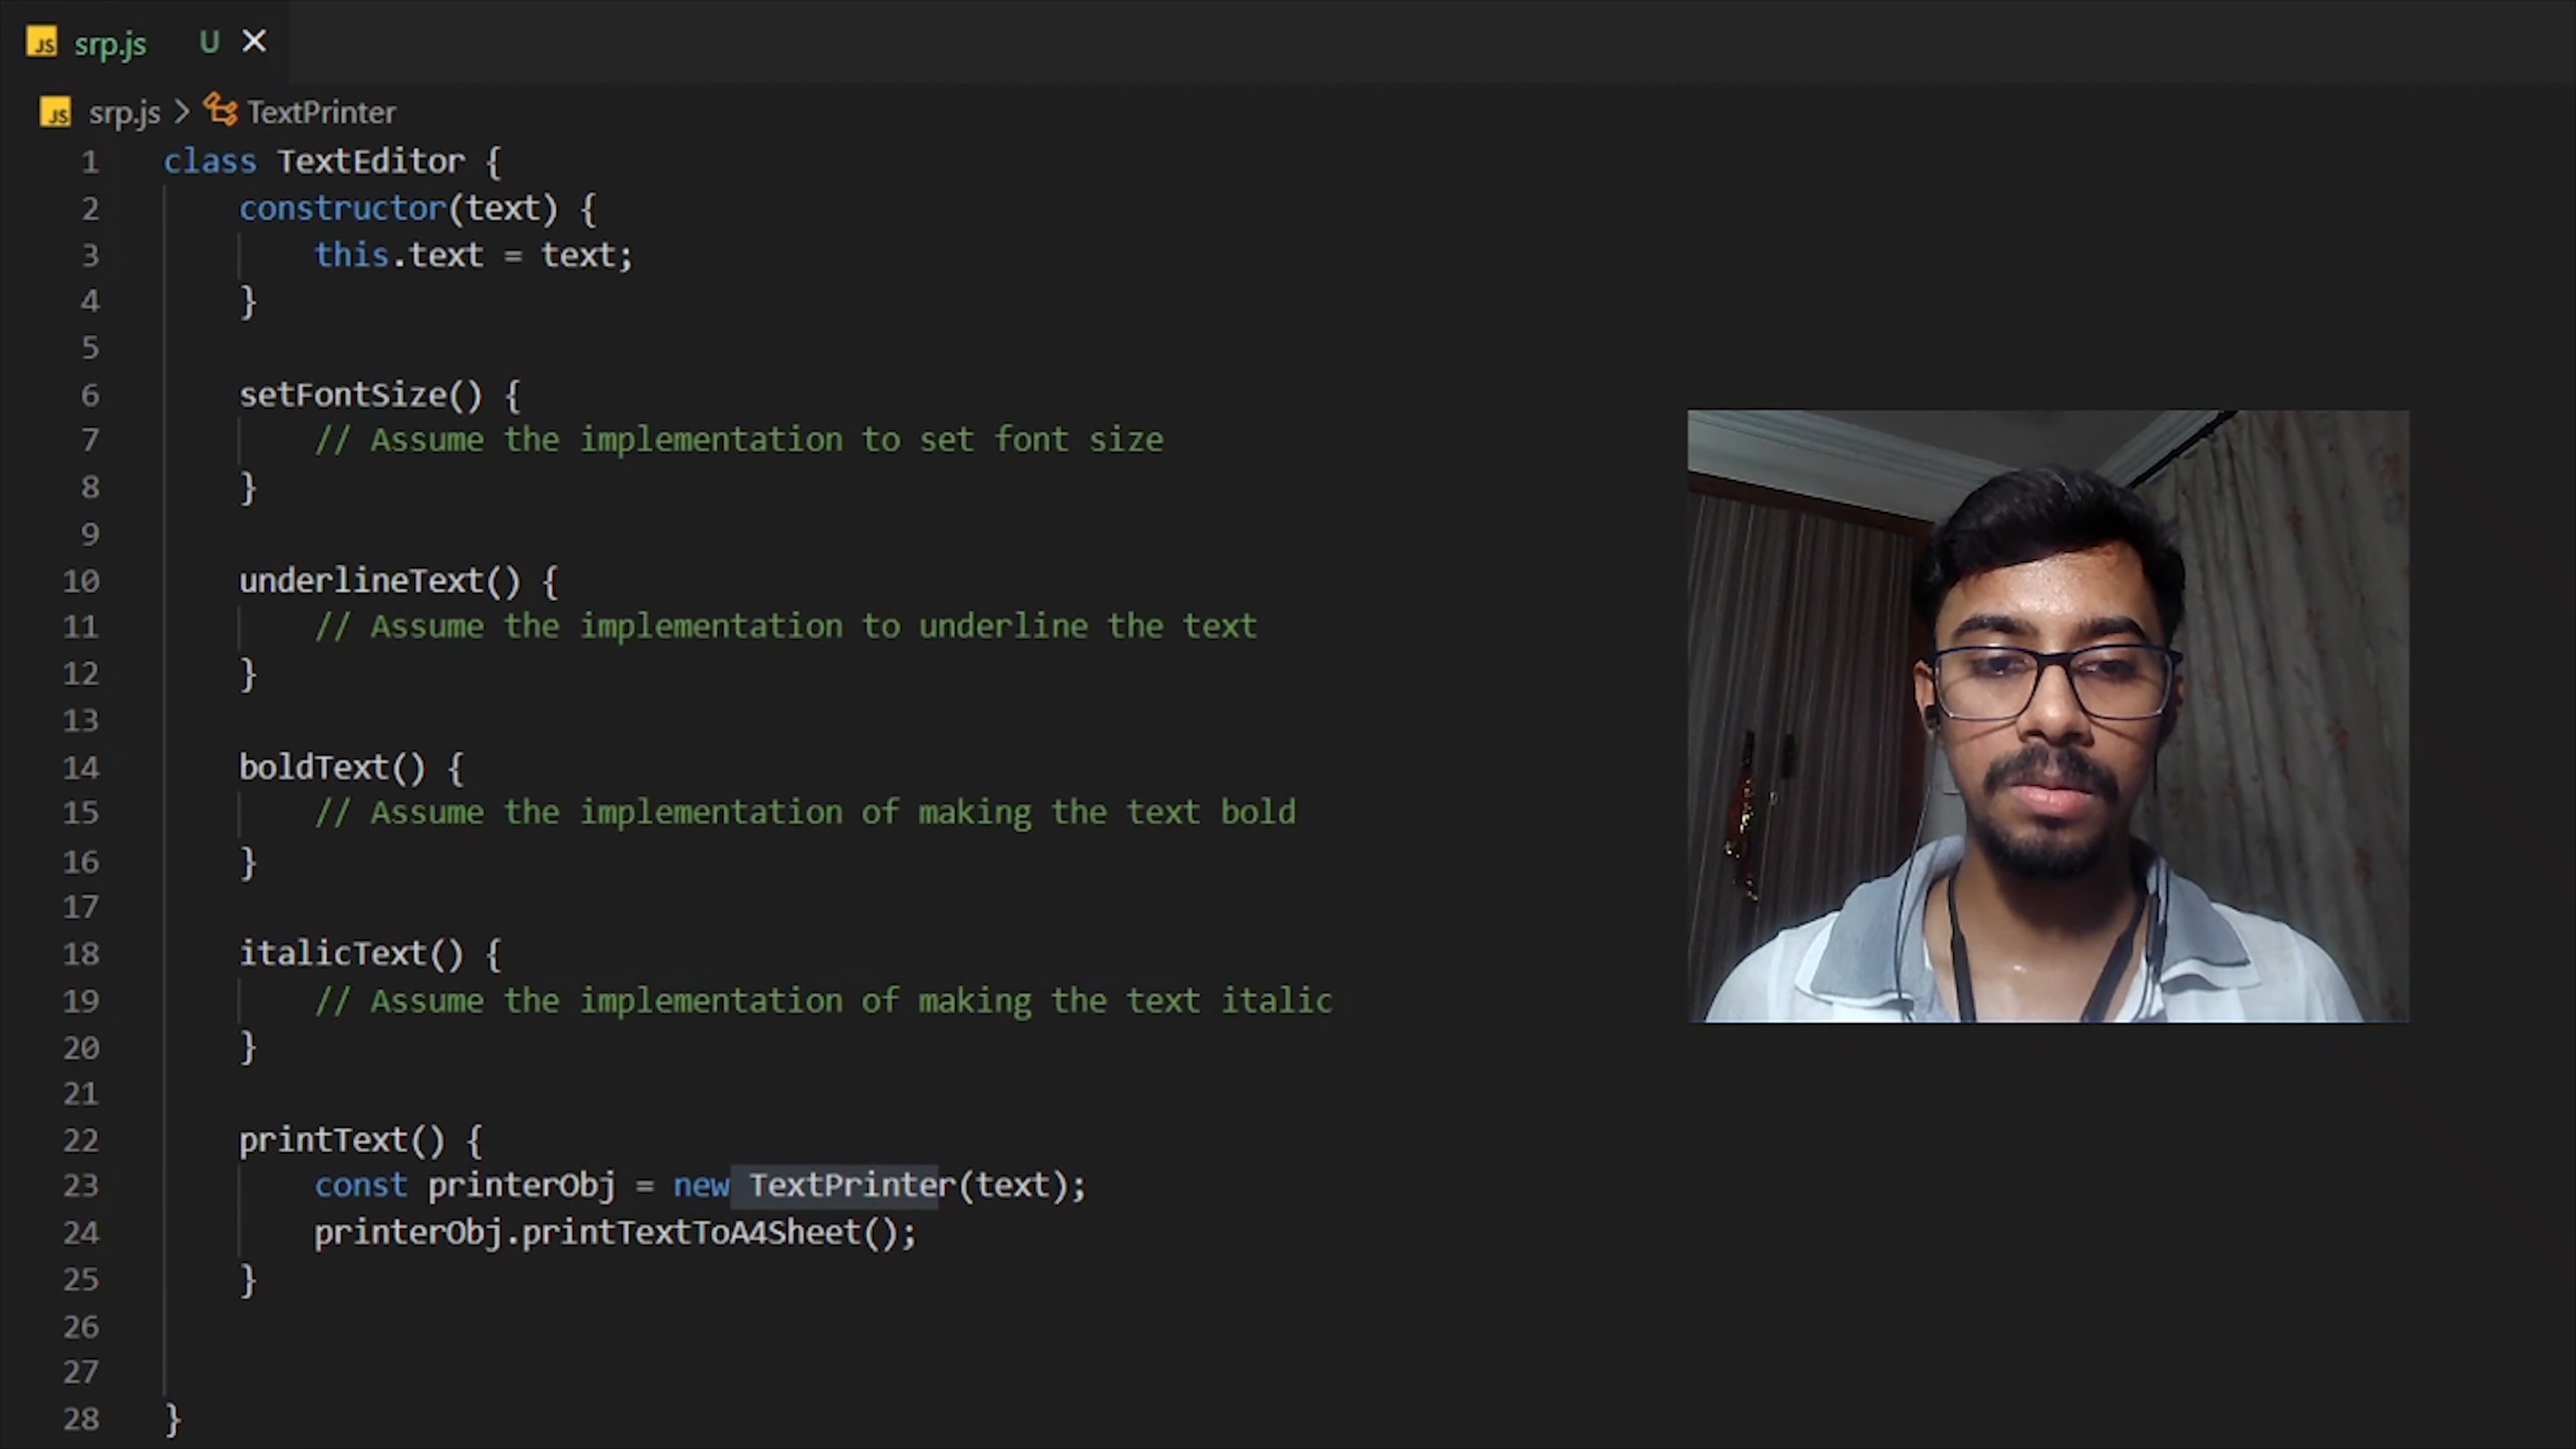 JS srp.js U
JS srp.js > TextPrinter
1 class TextEditor {
2 constructor(text) {
3 this.text = text;
4 }
5
6 setFontSize() {
7 // Assume the implementation to set font size
8 }
9
10 underlineText() {
11 // Assume the implementation to underline the text
12 }
13
14 boldText() {
15 // Assume the implementation of making the text bold
16 }
17
18 italicText() {
19 // Assume the implementation of making the text italic
20 }
21
22 printText() {
23 const printerObj = new TextPrinter(text);
24 printerObj.printTextToA4Sheet();
25 }
26
27
28 }